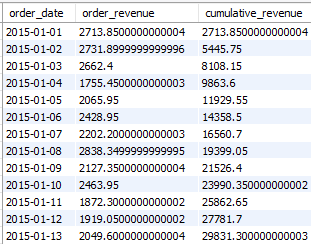 order_date order_revenue cumulative_revenue
2015-01-01 2713.8500000000004 2713.8500000000004
2015-01-02 2731.8999999999996 5445.75
2015-01-03 2662.4 8108.15
2015-01-04 1755.4500000000003 9863.6
2015-01-05 2065.95 11929.55
2015-01-06 2428.95 14358.5
2015-01-07 2202.2000000000003 16560.7
2015-01-08 2838.3499999999995 19399.05
2015-01-09 2127.3500000000004 21526.4
2015-01-10 2463.95 23990.350000000002
2015-01-11 1872.3000000000002 25862.65
2015-01-12 1919.0500000000002 27781.7
2015-01-13 2049.6000000000004 29831.300000000003